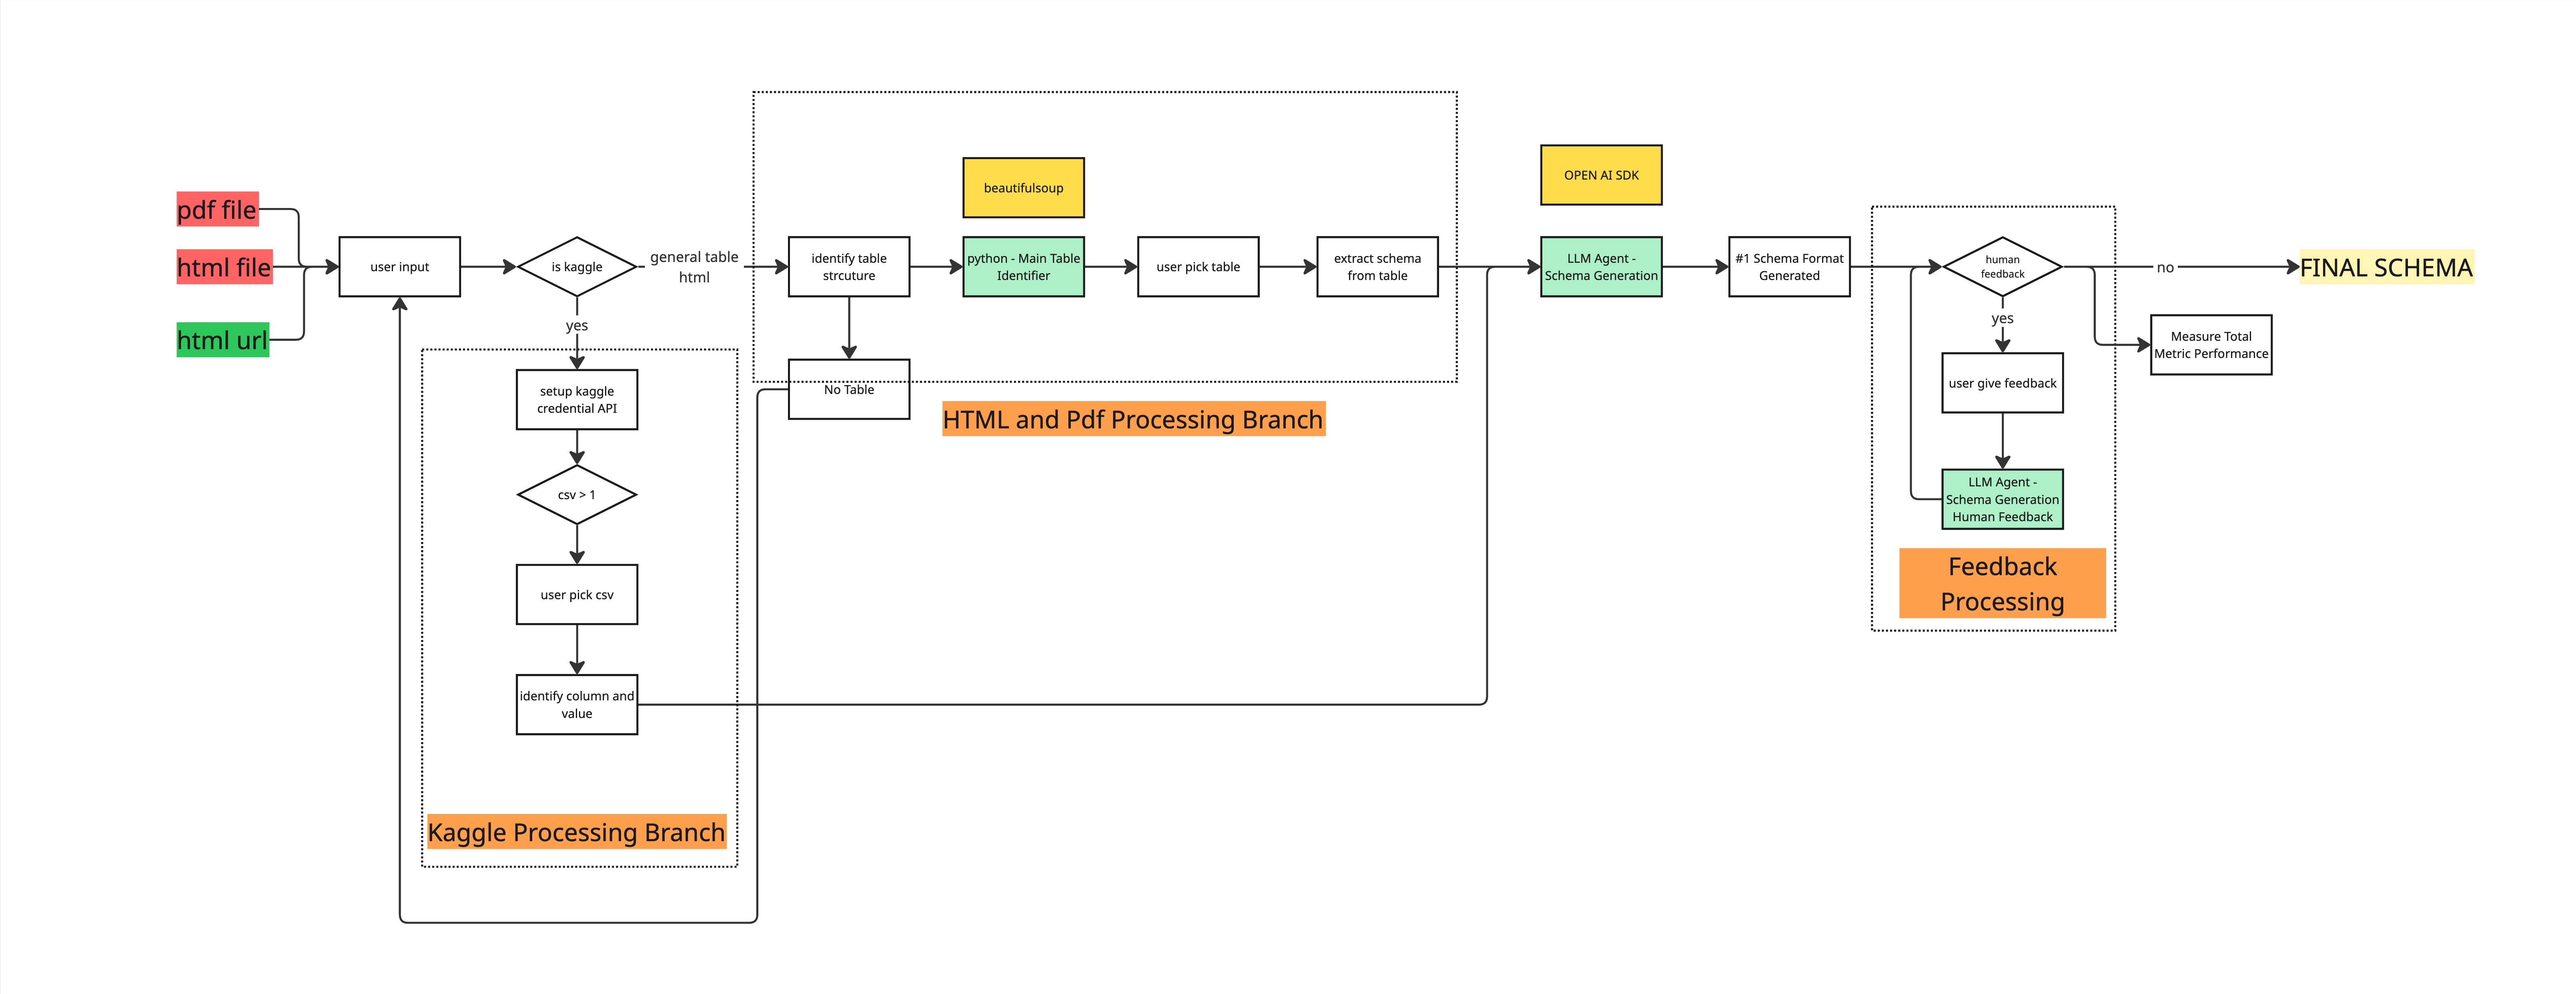 pdf file
html file
html url
user input
is kaggle
general table
html
yes
setup kaggle
credential API
csv > 1
user pick csv
identify column and
value
Kaggle Processing Branch
beautifulsoup
identify table
strcuture
python - Main Table
Identifier
user pick table
extract schema
from table
No Table
HTML and Pdf Processing Branch
OPEN AI SDK
LLM Agent -
Schema Generation
#1 Schema Format
Generated
human
feedback
yes
user give feedback
LLM Agent -
Schema Generation
Human Feedback
Feedback
Processing
no
FINAL SCHEMA
Measure Total
Metric Performance